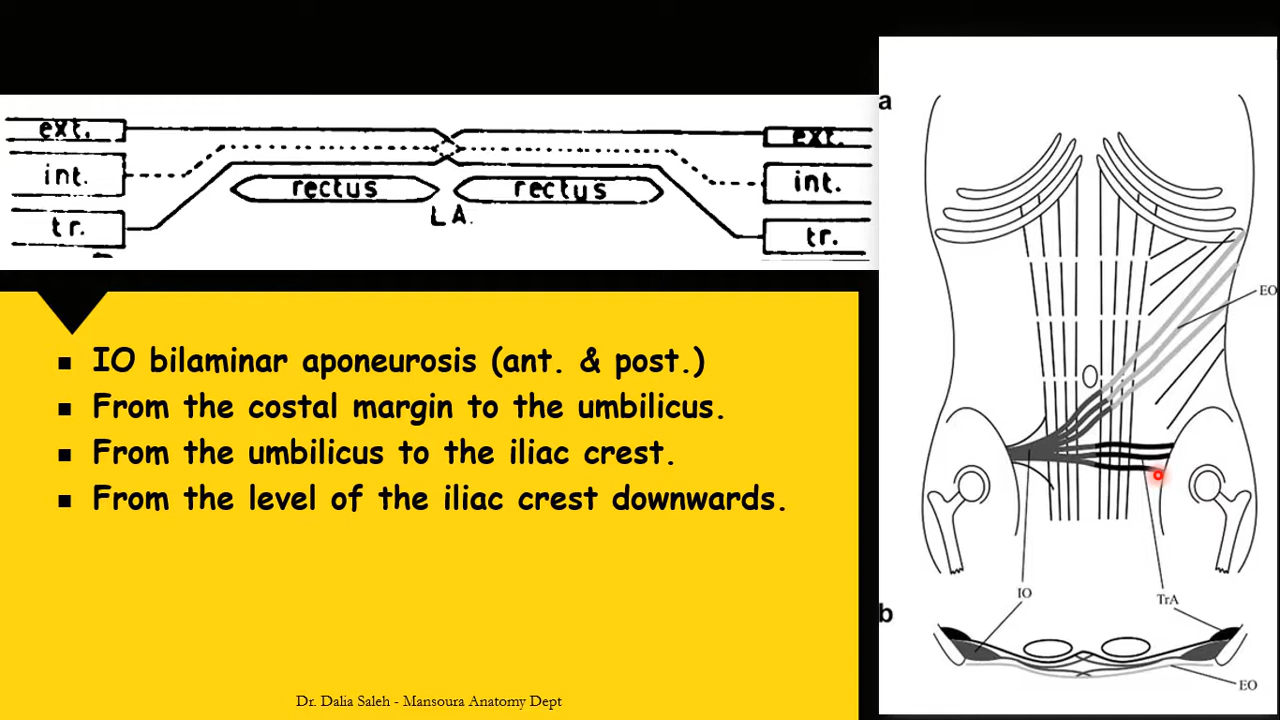 ext.
int.
tr.
rectus
rectus
L A.
ext.
int.
tr.
▪ IO bilaminar aponeurosis (ant. & post.)
▪ From the costal margin to the umbilicus.
▪ From the umbilicus to the iliac crest.
▪ From the level of the iliac crest downwards.
Dr. Dalia Saleh - Mansoura Anatomy Dept
a
EO
IO
TrA
b
EO